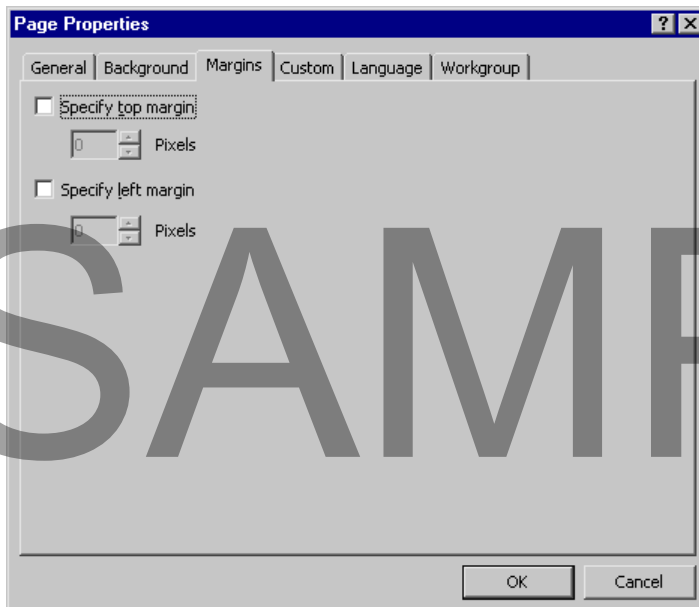 Page Properties
General Background Margins Custom Language Workgroup
Specify top margin
0 Pixels
Specify left margin
0 Pixels
SAMP
OK Cancel